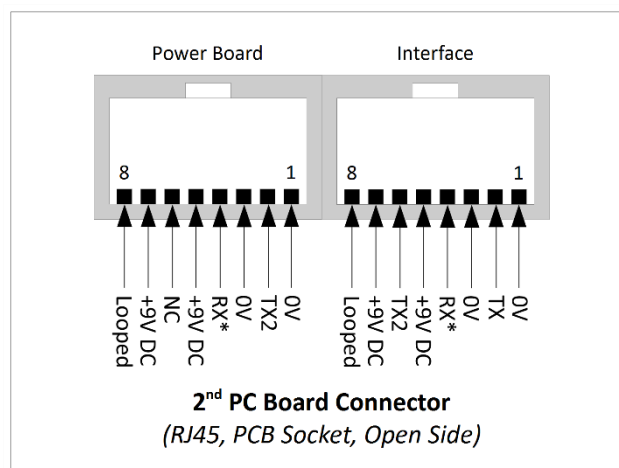 Power Board Interface
8 1 8 1
Looped +9V DC NC +9V DC RX* 0V TX2 0V Looped +9V DC TX2 +9V DC RX* 0V TX 0V
2nd PC Board Connector
(RJ45, PCB Socket, Open Side)